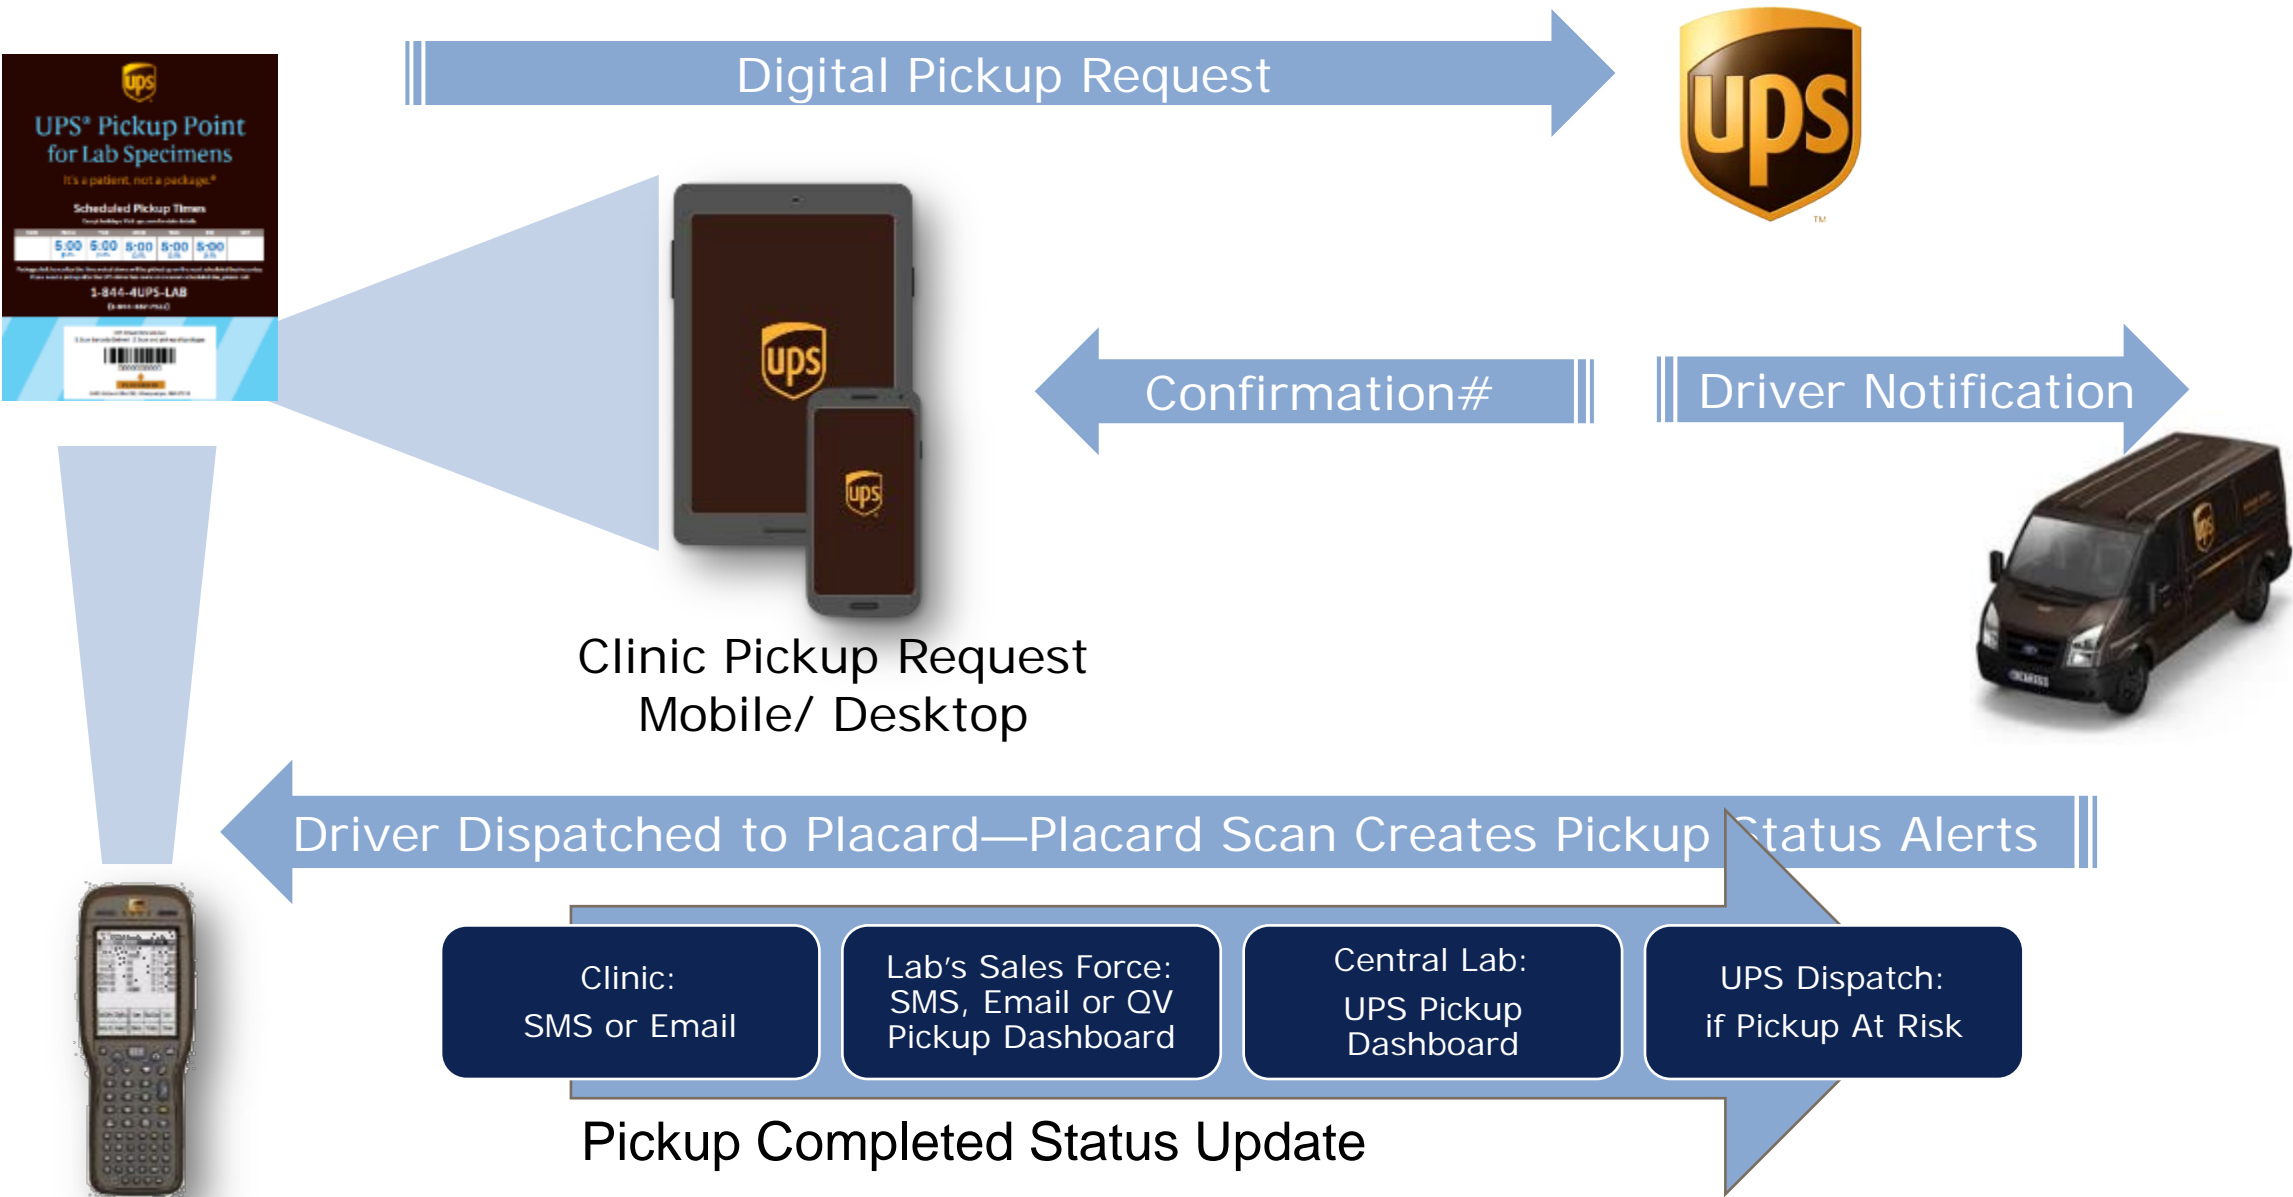 Digital Pickup Request
ups
TM
ups
UPS® Pickup Point
for Lab Specimens
It's a patient, not a package.®
Scheduled Pickup Times
5:00 5:00 5:00 5:00 5:00
p.m. p.m. p.m. p.m. p.m.
1-844-4UPS-LAB
ups
ups
Confirmation#
Driver Notification
ups
Clinic Pickup Request
Mobile/ Desktop
Driver Dispatched to Placard—Placard Scan Creates Pickup Status Alerts
Clinic:
SMS or Email
Lab's Sales Force:
SMS, Email or QV
Pickup Dashboard
Central Lab:
UPS Pickup
Dashboard
UPS Dispatch:
if Pickup At Risk
Pickup Completed Status Update